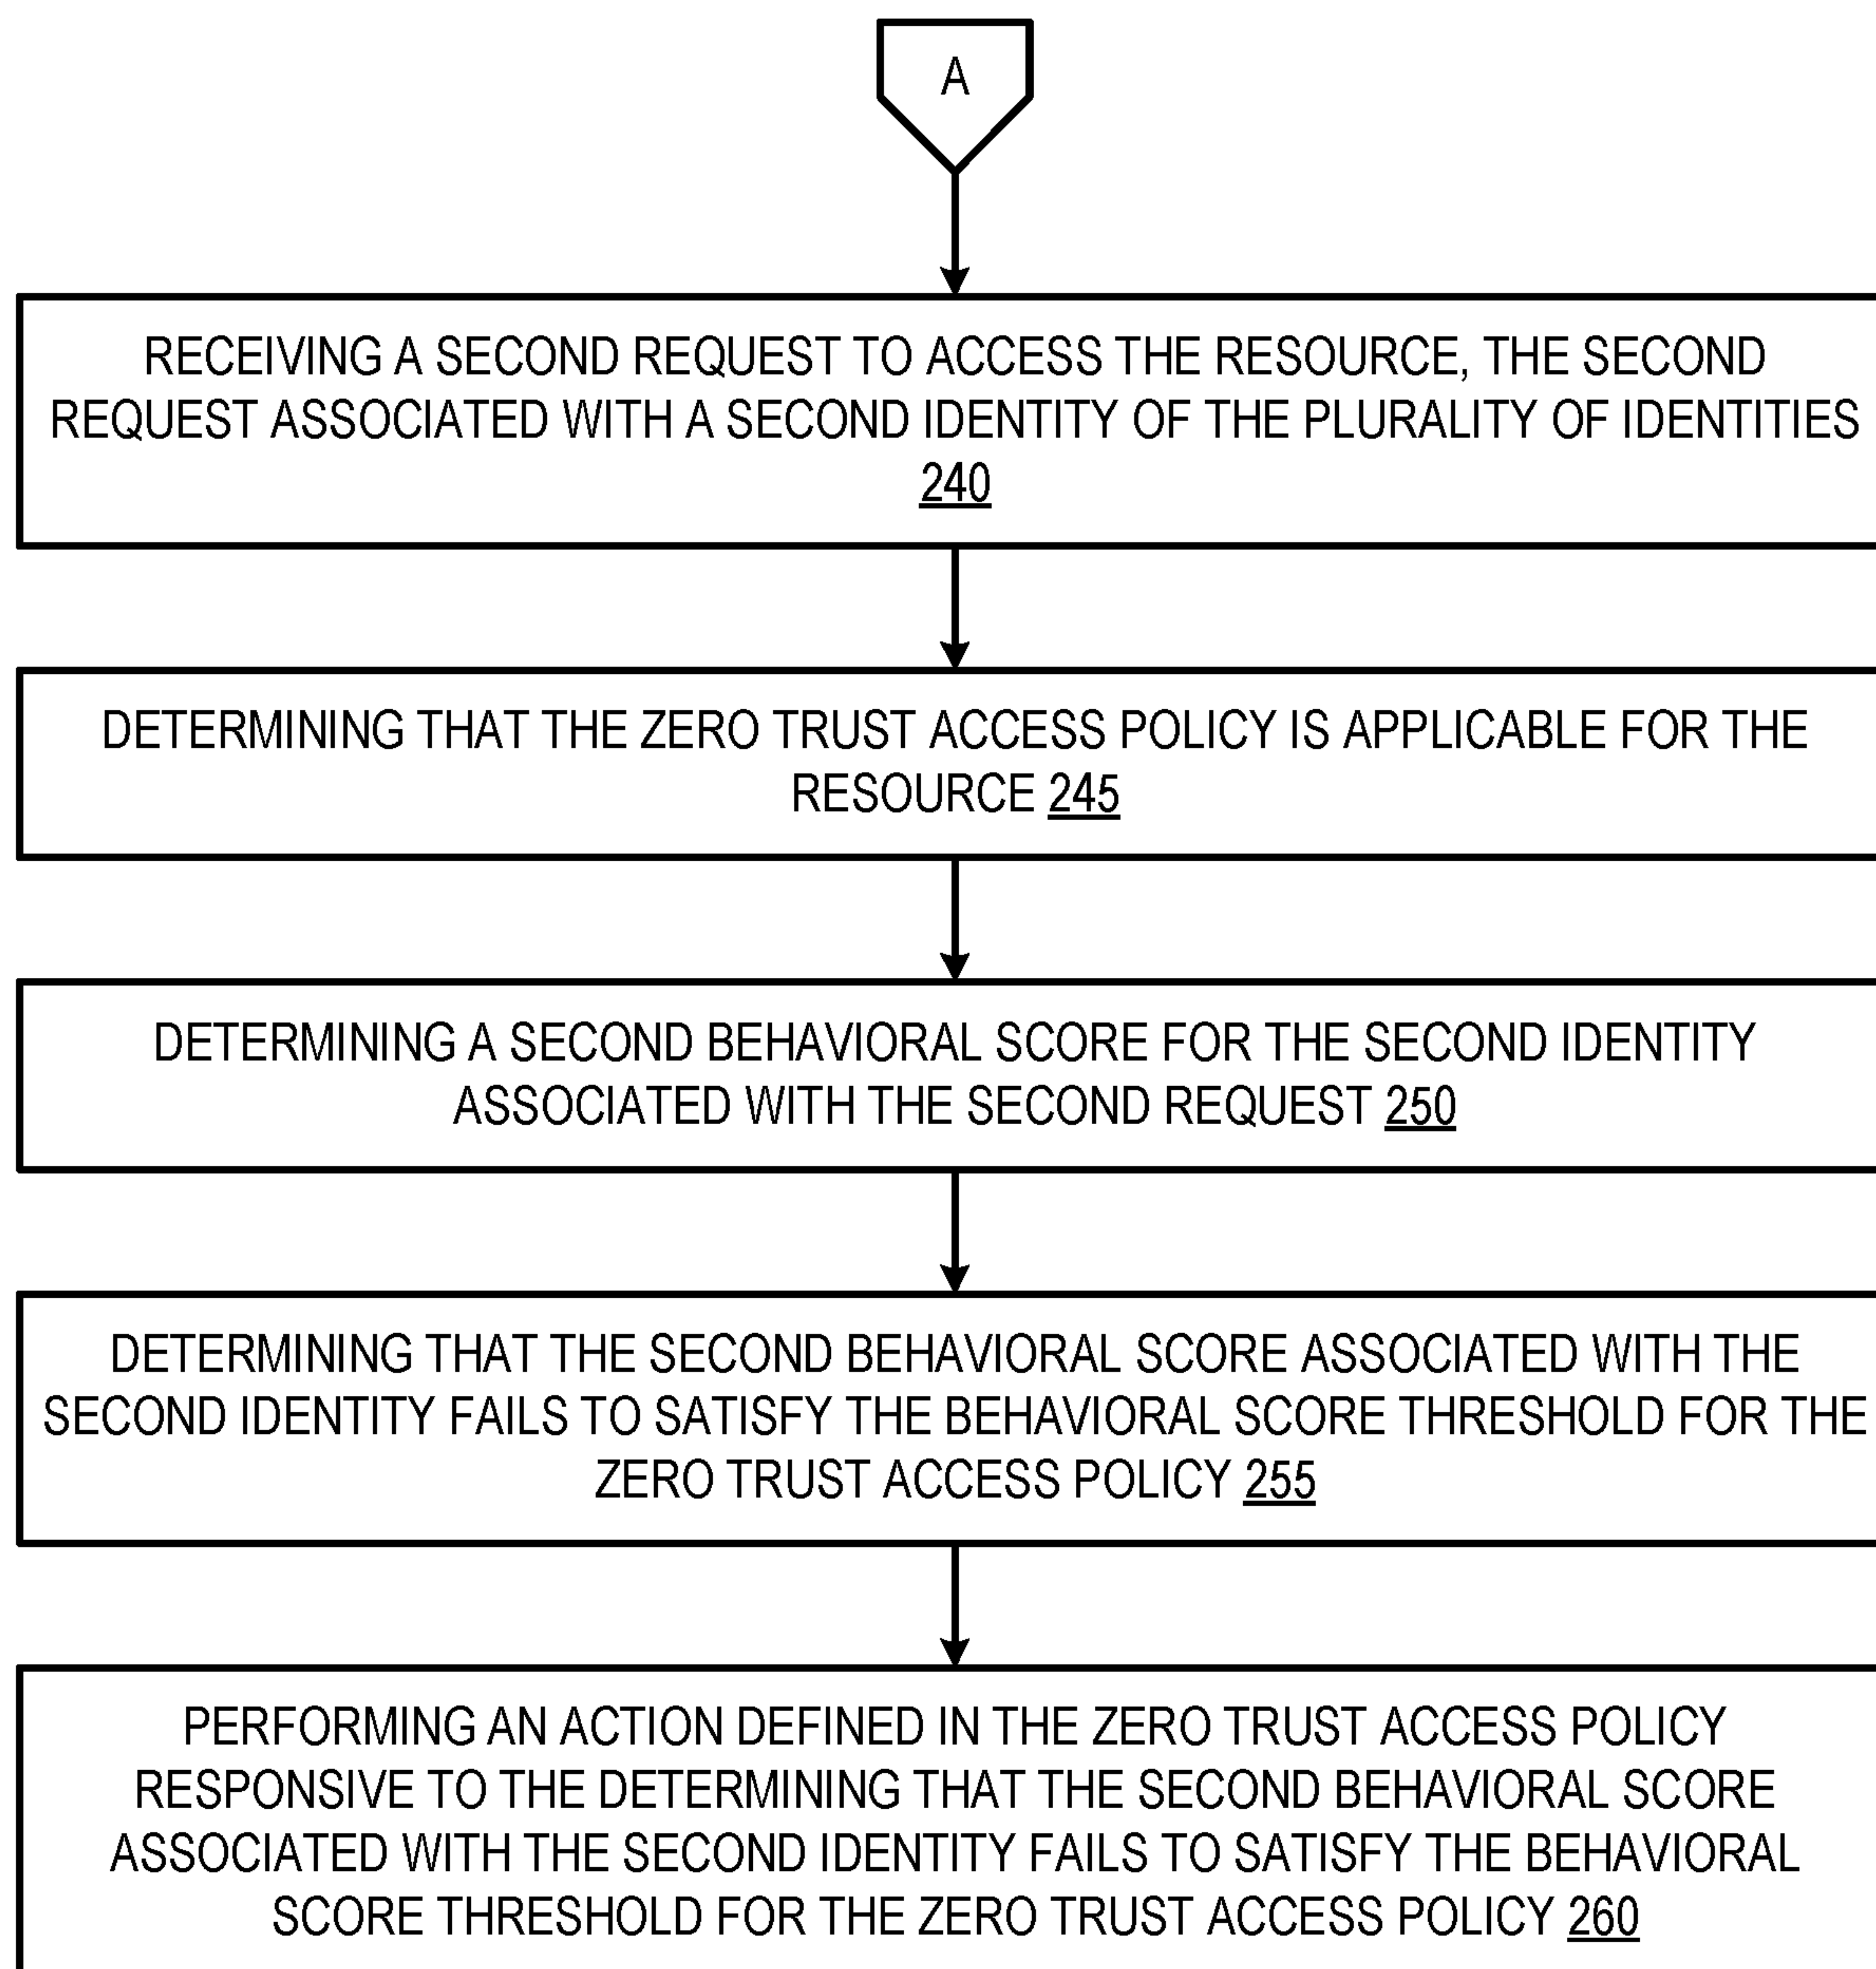 A
RECEIVING A SECOND REQUEST TO ACCESS THE RESOURCE, THE SECOND
REQUEST ASSOCIATED WITH A SECOND IDENTITY OF THE PLURALITY OF IDENTITIES
240
DETERMINING THAT THE ZERO TRUST ACCESS POLICY IS APPLICABLE FOR THE
RESOURCE 245
DETERMINING A SECOND BEHAVIORAL SCORE FOR THE SECOND IDENTITY
ASSOCIATED WITH THE SECOND REQUEST 250
DETERMINING THAT THE SECOND BEHAVIORAL SCORE ASSOCIATED WITH THE
SECOND IDENTITY FAILS TO SATISFY THE BEHAVIORAL SCORE THRESHOLD FOR THE
ZERO TRUST ACCESS POLICY 255
PERFORMING AN ACTION DEFINED IN THE ZERO TRUST ACCESS POLICY
RESPONSIVE TO THE DETERMINING THAT THE SECOND BEHAVIORAL SCORE
ASSOCIATED WITH THE SECOND IDENTITY FAILS TO SATISFY THE BEHAVIORAL
SCORE THRESHOLD FOR THE ZERO TRUST ACCESS POLICY 260